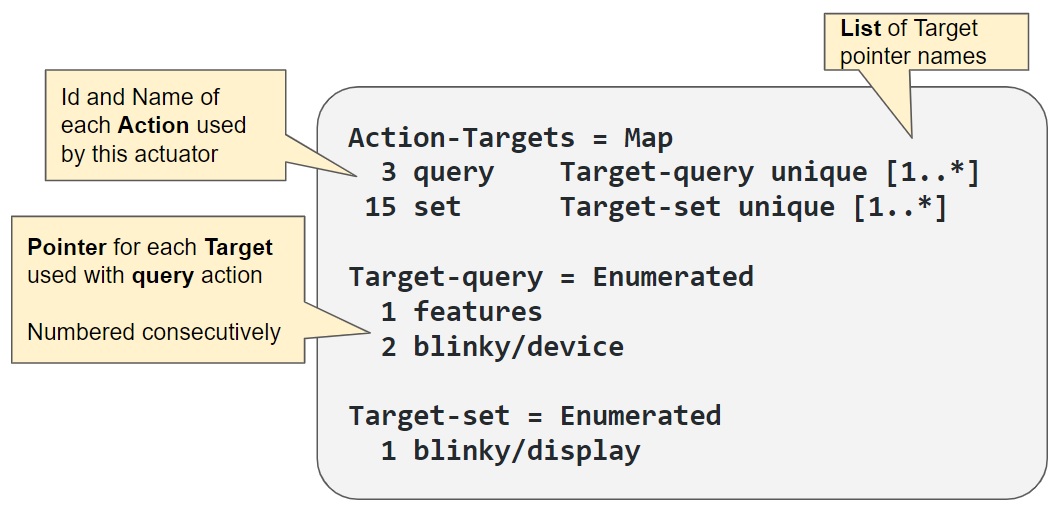 List of Target
pointer names
Id and Name of
each Action used
by this actuator
Action-Targets = Map
3 query    Target-query unique [1..*]
15 set      Target-set unique [1..*]
Pointer for each Target
used with query action
Numbered consecutively
Target-query = Enumerated
1 features
2 blinky/device
Target-set = Enumerated
1 blinky/display